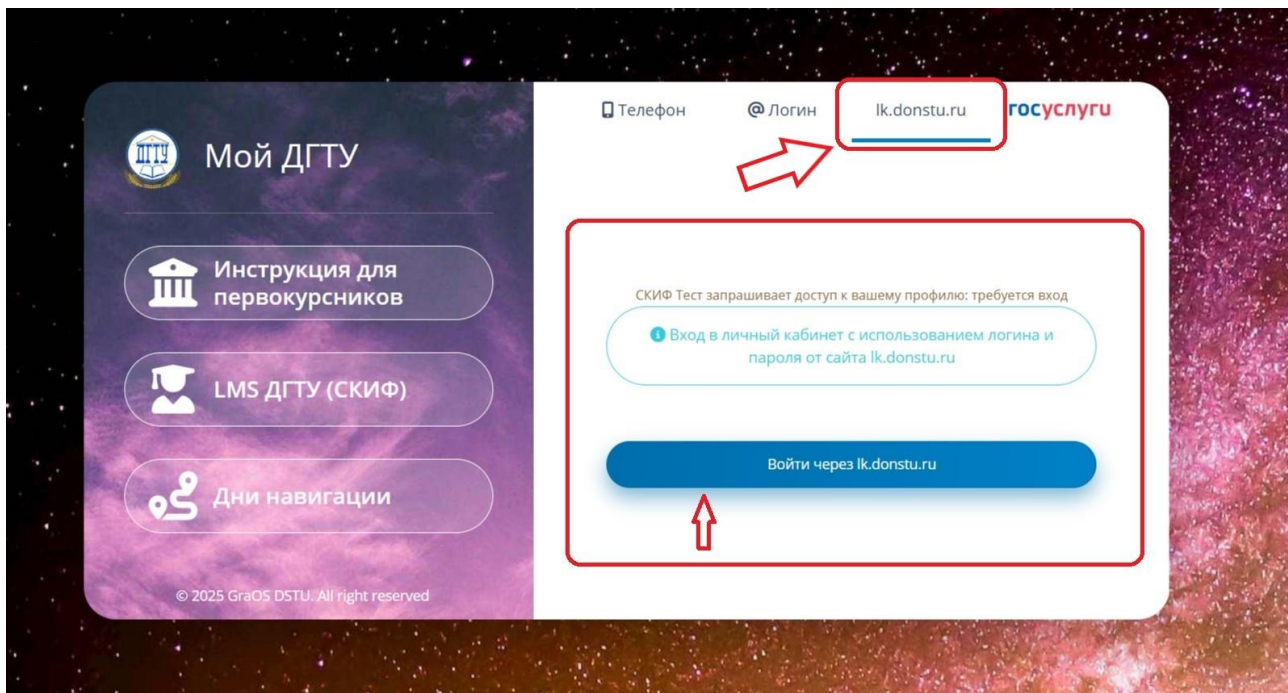 ДГТУ
Мой ДГТУ
Инструкция для
первокурсников
LMS ДГТУ (СКИФ)
Дни навигации
© 2025 GraOS DSTU. All right reserved
Телефон
@ Логин
lk.donstu.ru
госуслуги
СКИФ Тест запрашивает доступ к вашему профилю: требуется вход
Вход в личный кабинет с использованием логина и
пароля от сайта lk.donstu.ru
Войти через lk.donstu.ru